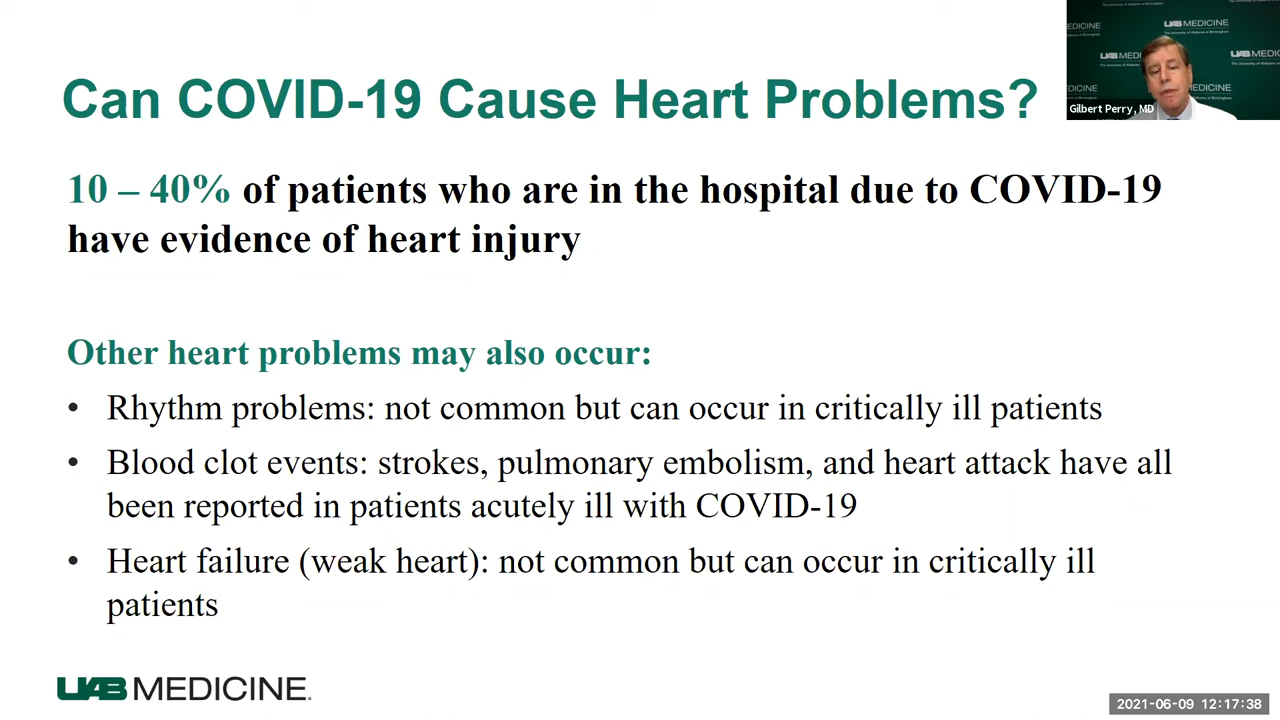 Can COVID-19 Cause Heart Problems?
10 – 40% of patients who are in the hospital due to COVID-19
have evidence of heart injury
Other heart problems may also occur:
• Rhythm problems: not common but can occur in critically ill patients
• Blood clot events: strokes, pulmonary embolism, and heart attack have all
been reported in patients acutely ill with COVID-19
• Heart failure (weak heart): not common but can occur in critically ill
patients
UAB MEDICINE
UAB MEDICINE
Gilbert Perry, MD
UAB MEDICINE.
2021-06-09 12:17:38